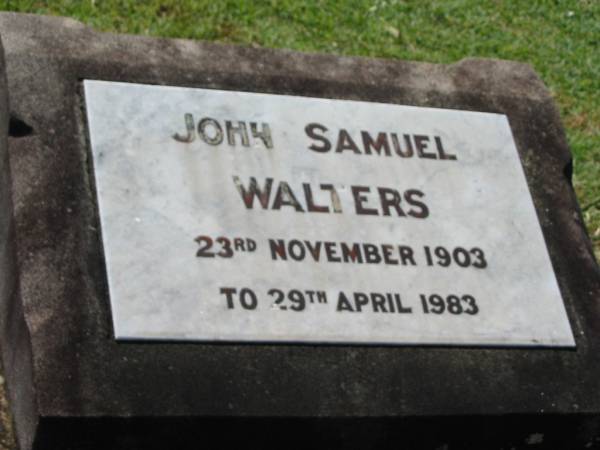 JOHN SAMUEL
WALTERS
23RD NOVEMBER 1903
TO 29TH APRIL 1983